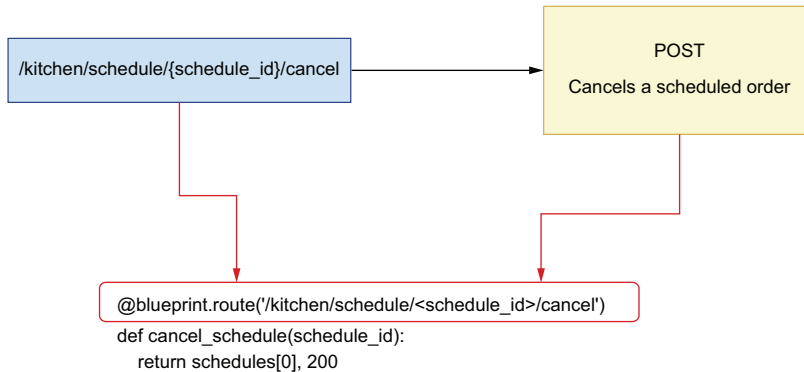 /kitchen/schedule/{schedule_id}/cancel
POST
Cancels a scheduled order
@blueprint.route('/kitchen/schedule/<schedule_id>/cancel')
def cancel_schedule(schedule_id):
    return schedules[0], 200